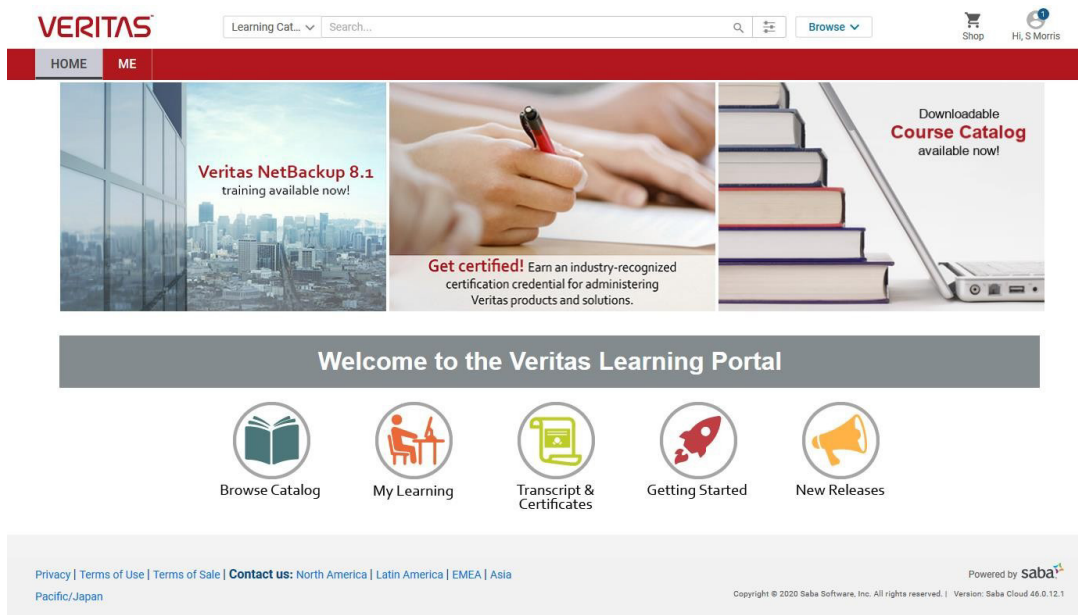 VERITAS
Learning Cat...
Search...
Browse
Shop
1
Hi, S Morris
HOME
ME
Veritas NetBackup 8.1
training available now!
Get certified! Earn an industry-recognized
certification credential for administering
Veritas products and solutions.
Downloadable
Course Catalog
available now!
Welcome to the Veritas Learning Portal
Browse Catalog
My Learning
Transcript &
Certificates
Getting Started
New Releases
Privacy | Terms of Use | Terms of Sale | Contact us: North America | Latin America | EMEA | Asia
Pacific/Japan
Powered by saba
Copyright © 2020 Saba Software, Inc. All rights reserved. | Version: Saba Cloud 46.0.12.1